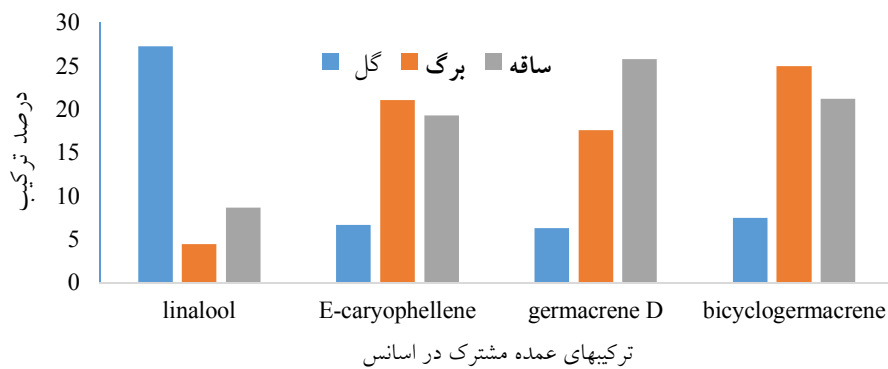 30
25
20
15
10
5
0
درصد ترکیب
گل برگ ساقه
linalool E-caryophellene germacrene D bicyclogermacrene
ترکیبهای عمده مشترک در اسانس